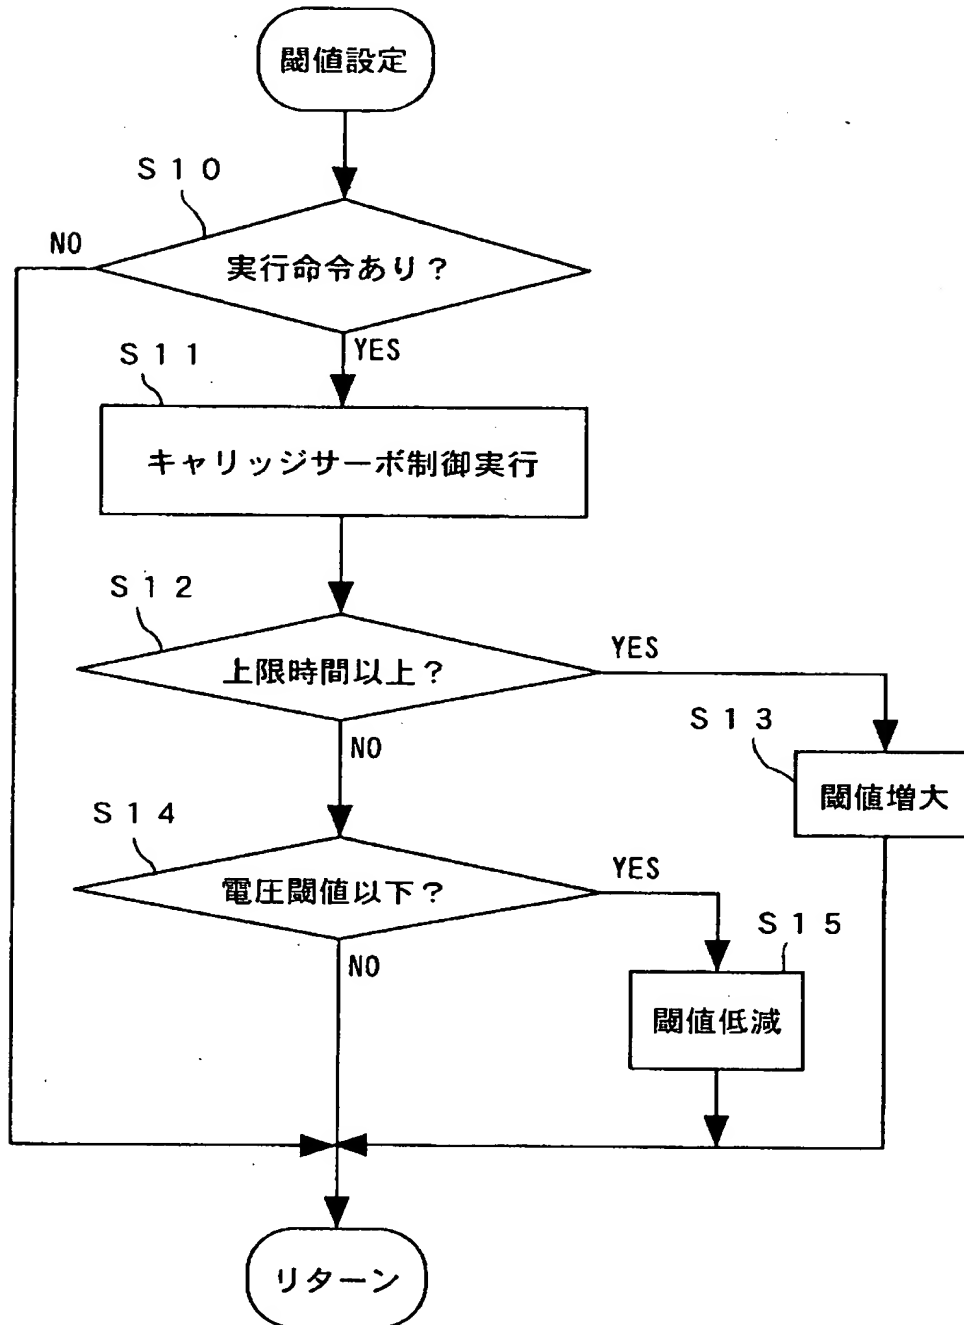 閾値設定
S10
NO
実行命令あり?
YES
S11
キャリッジサーボ制御実行
S12
上限時間以上?
YES
NO
S13
閾値増大
S14
電圧閾値以下?
YES
NO
S15
閾値低減
リターン